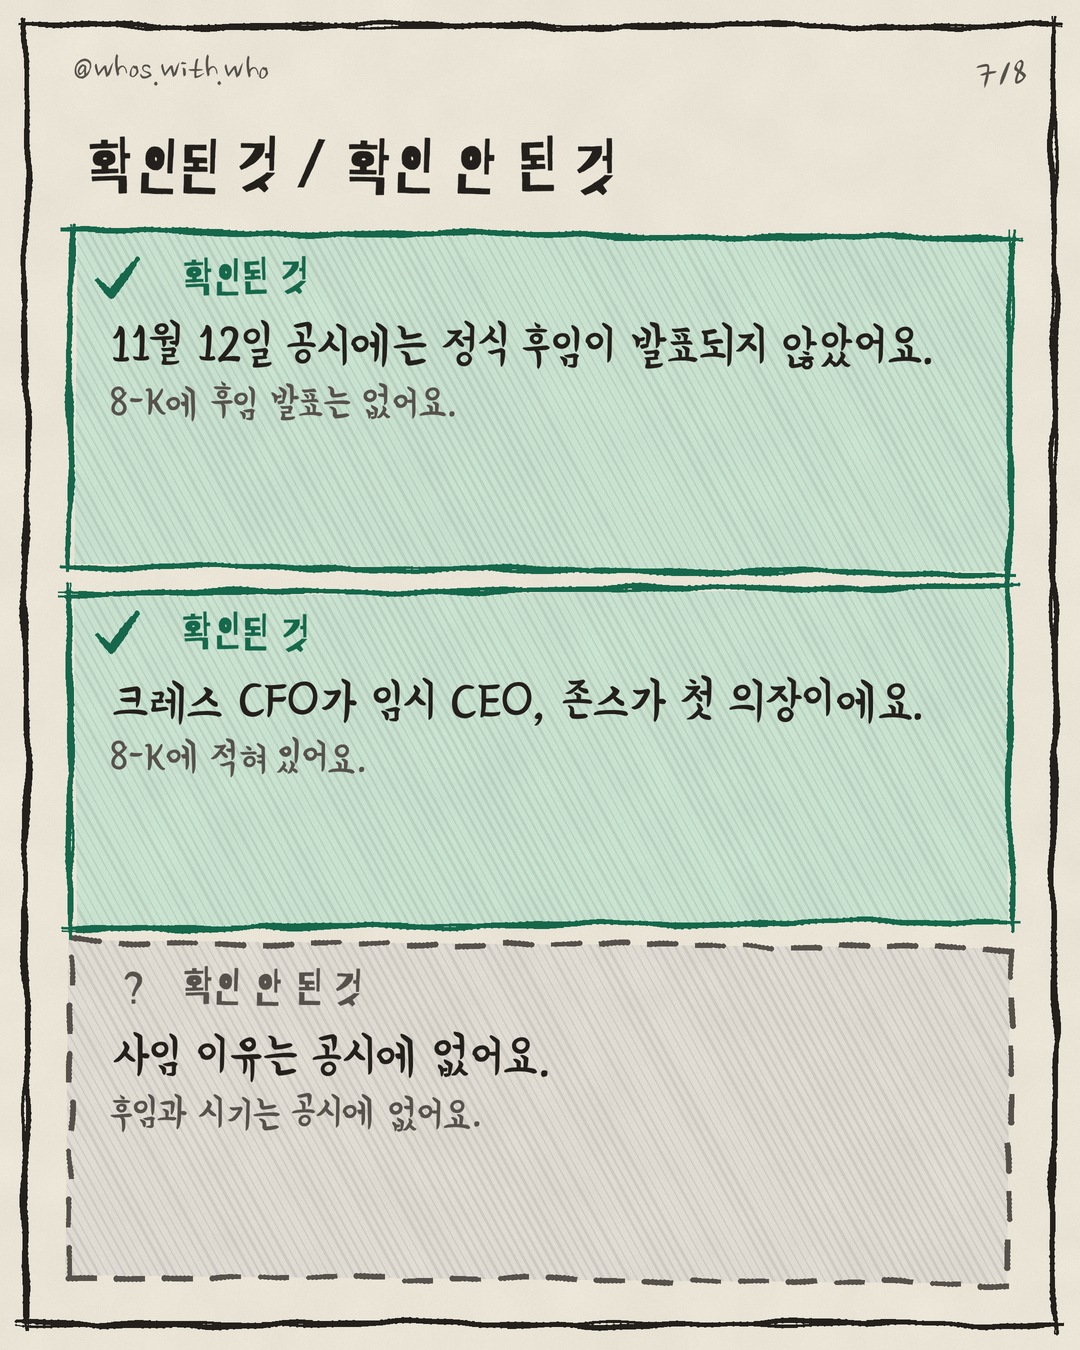 @whos.with.who
7/8
확인된 것 / 확인 안 된 것
확인된 것
11월 12일 공시에는 정식 후임이 발표되지 않았어요.
8-K에 후임 발표는 없어요.
확인된 것
크레스 CFO가 임시 CEO, 존스가 첫 의장이에요.
8-K에 적혀 있어요.
? 확인 안 된 것
사임 이유는 공시에 없어요.
후임과 시기는 공시에 없어요.